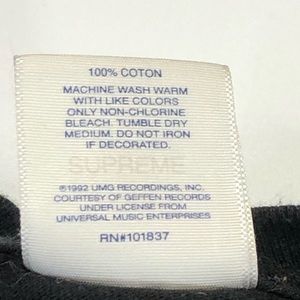 100% COTON
MACHINE WASH WARM
WITH LIKE COLORS
ONLY NON-CHLORINE
BLEACH. TUMBLE DRY
MEDIUM. DO NOT IRON
IF DECORATED.
SUPREME
©1992 UMG RECORDINGS, INC.
COURTESY OF GEFFEN RECORDS
UNDER LICENSE FROM
UNIVERSAL MUSIC ENTERPRISES
RN#101837